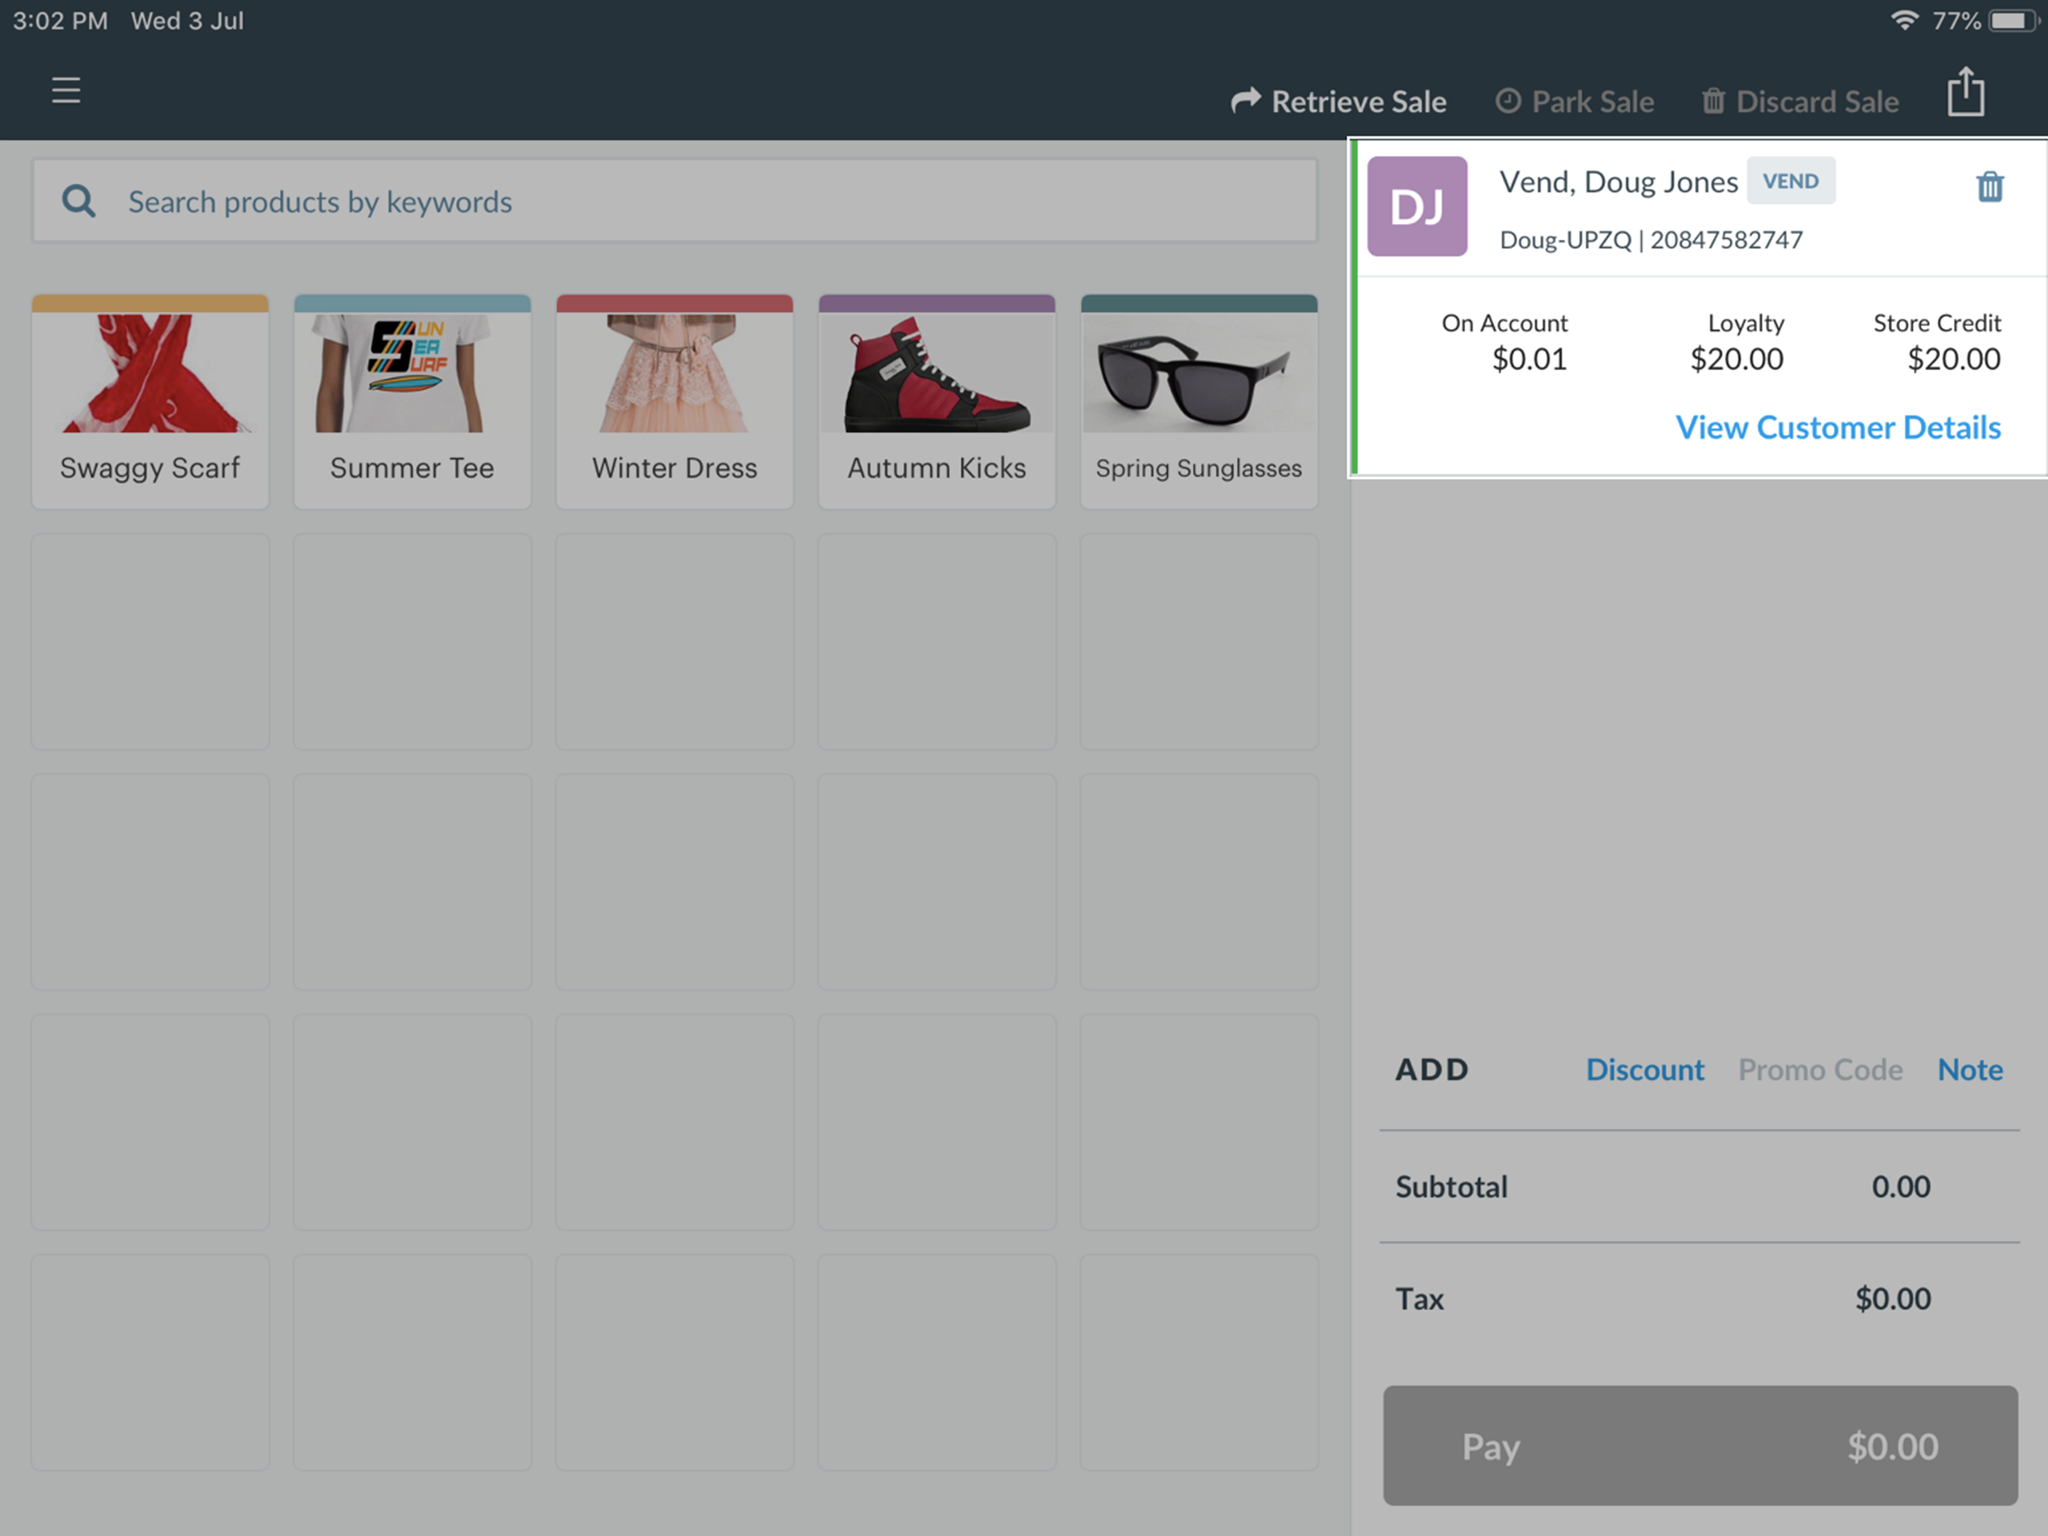 3:02 PM Wed 3 Jul 77%
Retrieve Sale Park Sale Discard Sale
Search products by keywords
DJ
Vend, Doug Jones VEND
Doug-UPZQ | 20847582747
On Account Loyalty Store Credit
$0.01 $20.00 $20.00
View Customer Details
SUN
SEA
SURF
Swaggy Scarf Summer Tee Winter Dress Autumn Kicks Spring Sunglasses
ADD Discount Promo Code Note
Subtotal 0.00
Tax $0.00
Pay $0.00